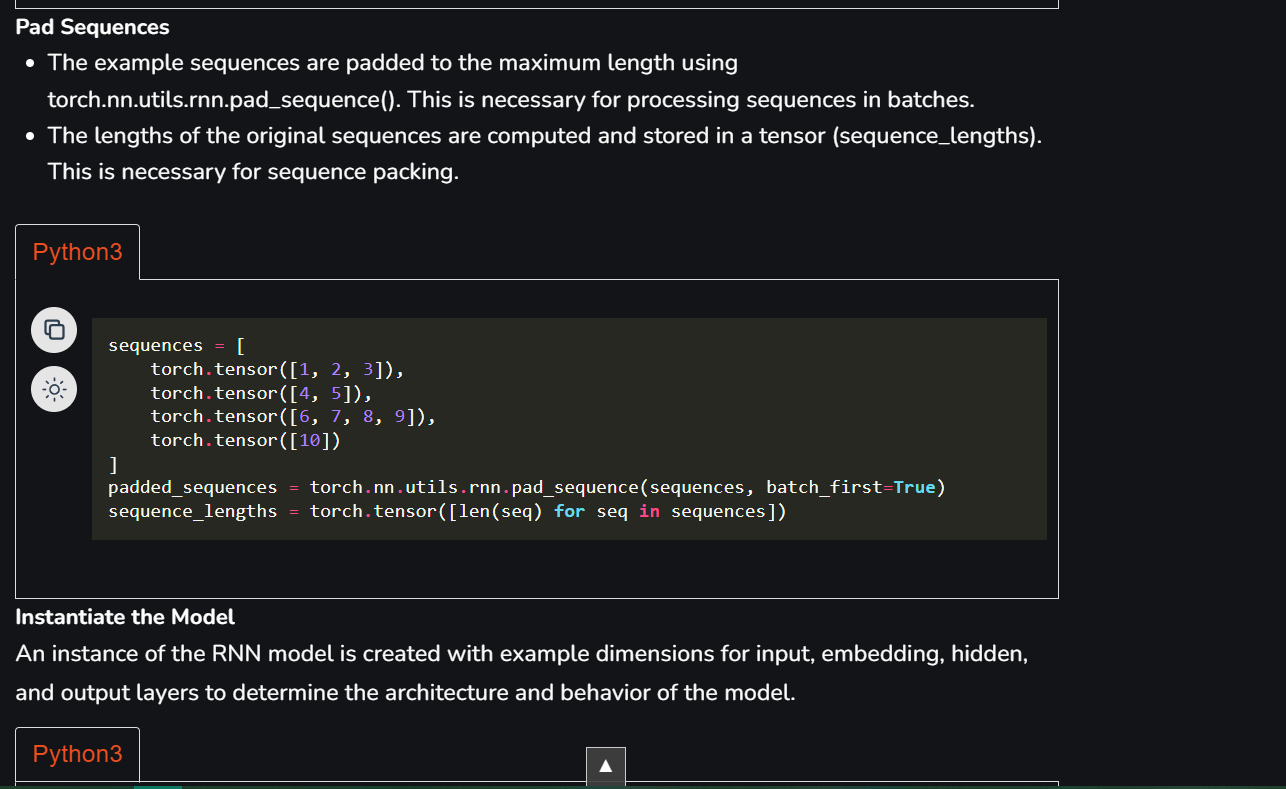 Pad Sequences
• The example sequences are padded to the maximum length using
torch.nn.utils.rnn.pad_sequence(). This is necessary for processing sequences in batches.
• The lengths of the original sequences are computed and stored in a tensor (sequence_lengths).
This is necessary for sequence packing.
Python3
sequences = [
    torch.tensor([1, 2, 3]),
    torch.tensor([4, 5]),
    torch.tensor([6, 7, 8, 9]),
    torch.tensor([10])
]
padded_sequences = torch.nn.utils.rnn.pad_sequence(sequences, batch_first=True)
sequence_lengths = torch.tensor([len(seq) for seq in sequences])
Instantiate the Model
An instance of the RNN model is created with example dimensions for input, embedding, hidden,
and output layers to determine the architecture and behavior of the model.
Python3